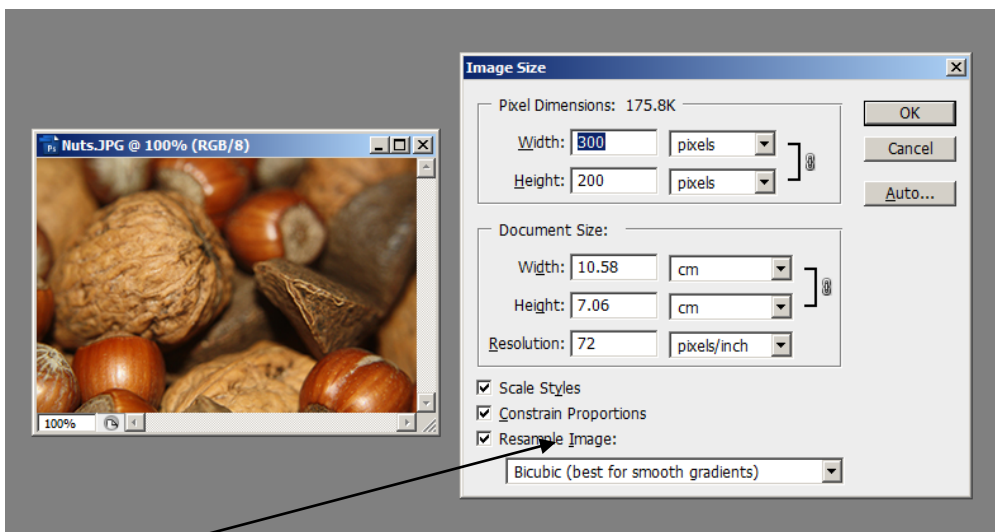 Image Size
Pixel Dimensions: 175.8K
Width: 300 pixels
Height: 200 pixels
OK
Cancel
Auto...
Nuts.JPG @ 100% (RGB/8)
100%
Document Size:
Width: 10.58 cm
Height: 7.06 cm
Resolution: 72 pixels/inch
Scale Styles
Constrain Proportions
Resample Image:
Bicubic (best for smooth gradients)